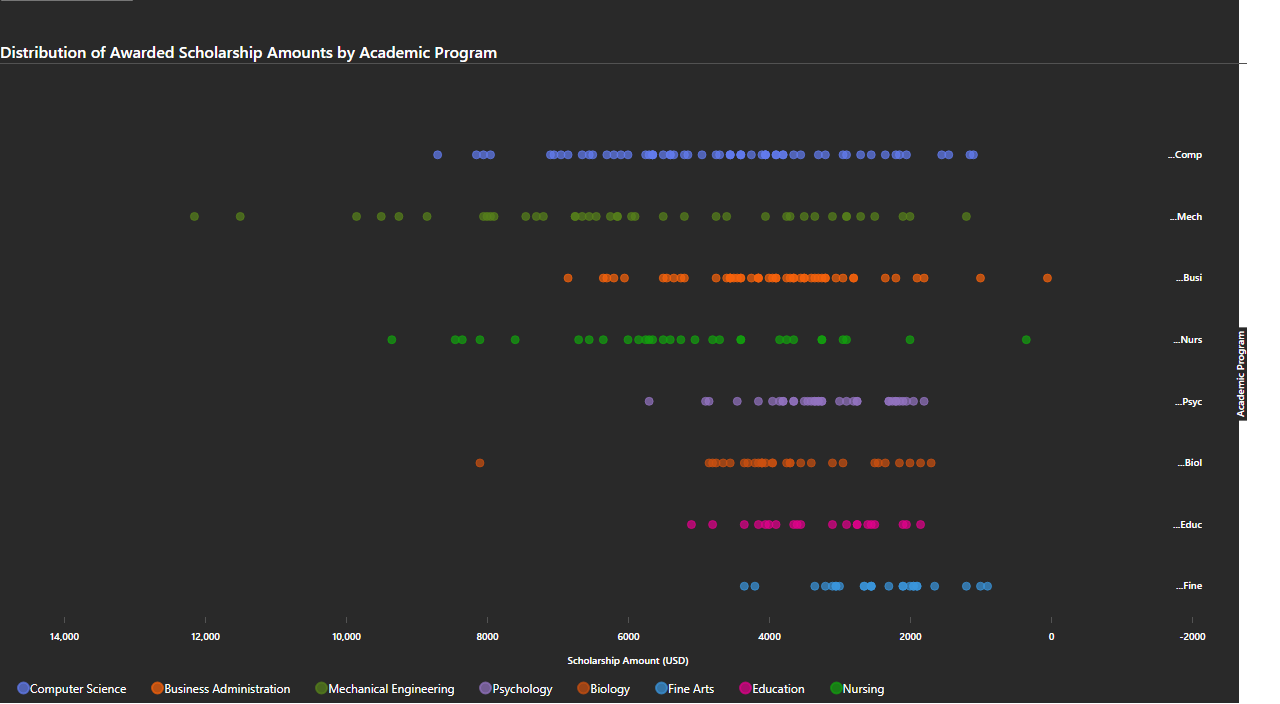 Distribution of Awarded Scholarship Amounts by Academic Program
...Comp
...Mech
...Busi
...Nurs
...Psyc
...Biol
...Educ
...Fine
Academic Program
14,000 12,000 10,000 8000 6000 4000 2000 0 -2000
Scholarship Amount (USD)
Computer Science Business Administration Mechanical Engineering Psychology Biology Fine Arts Education Nursing